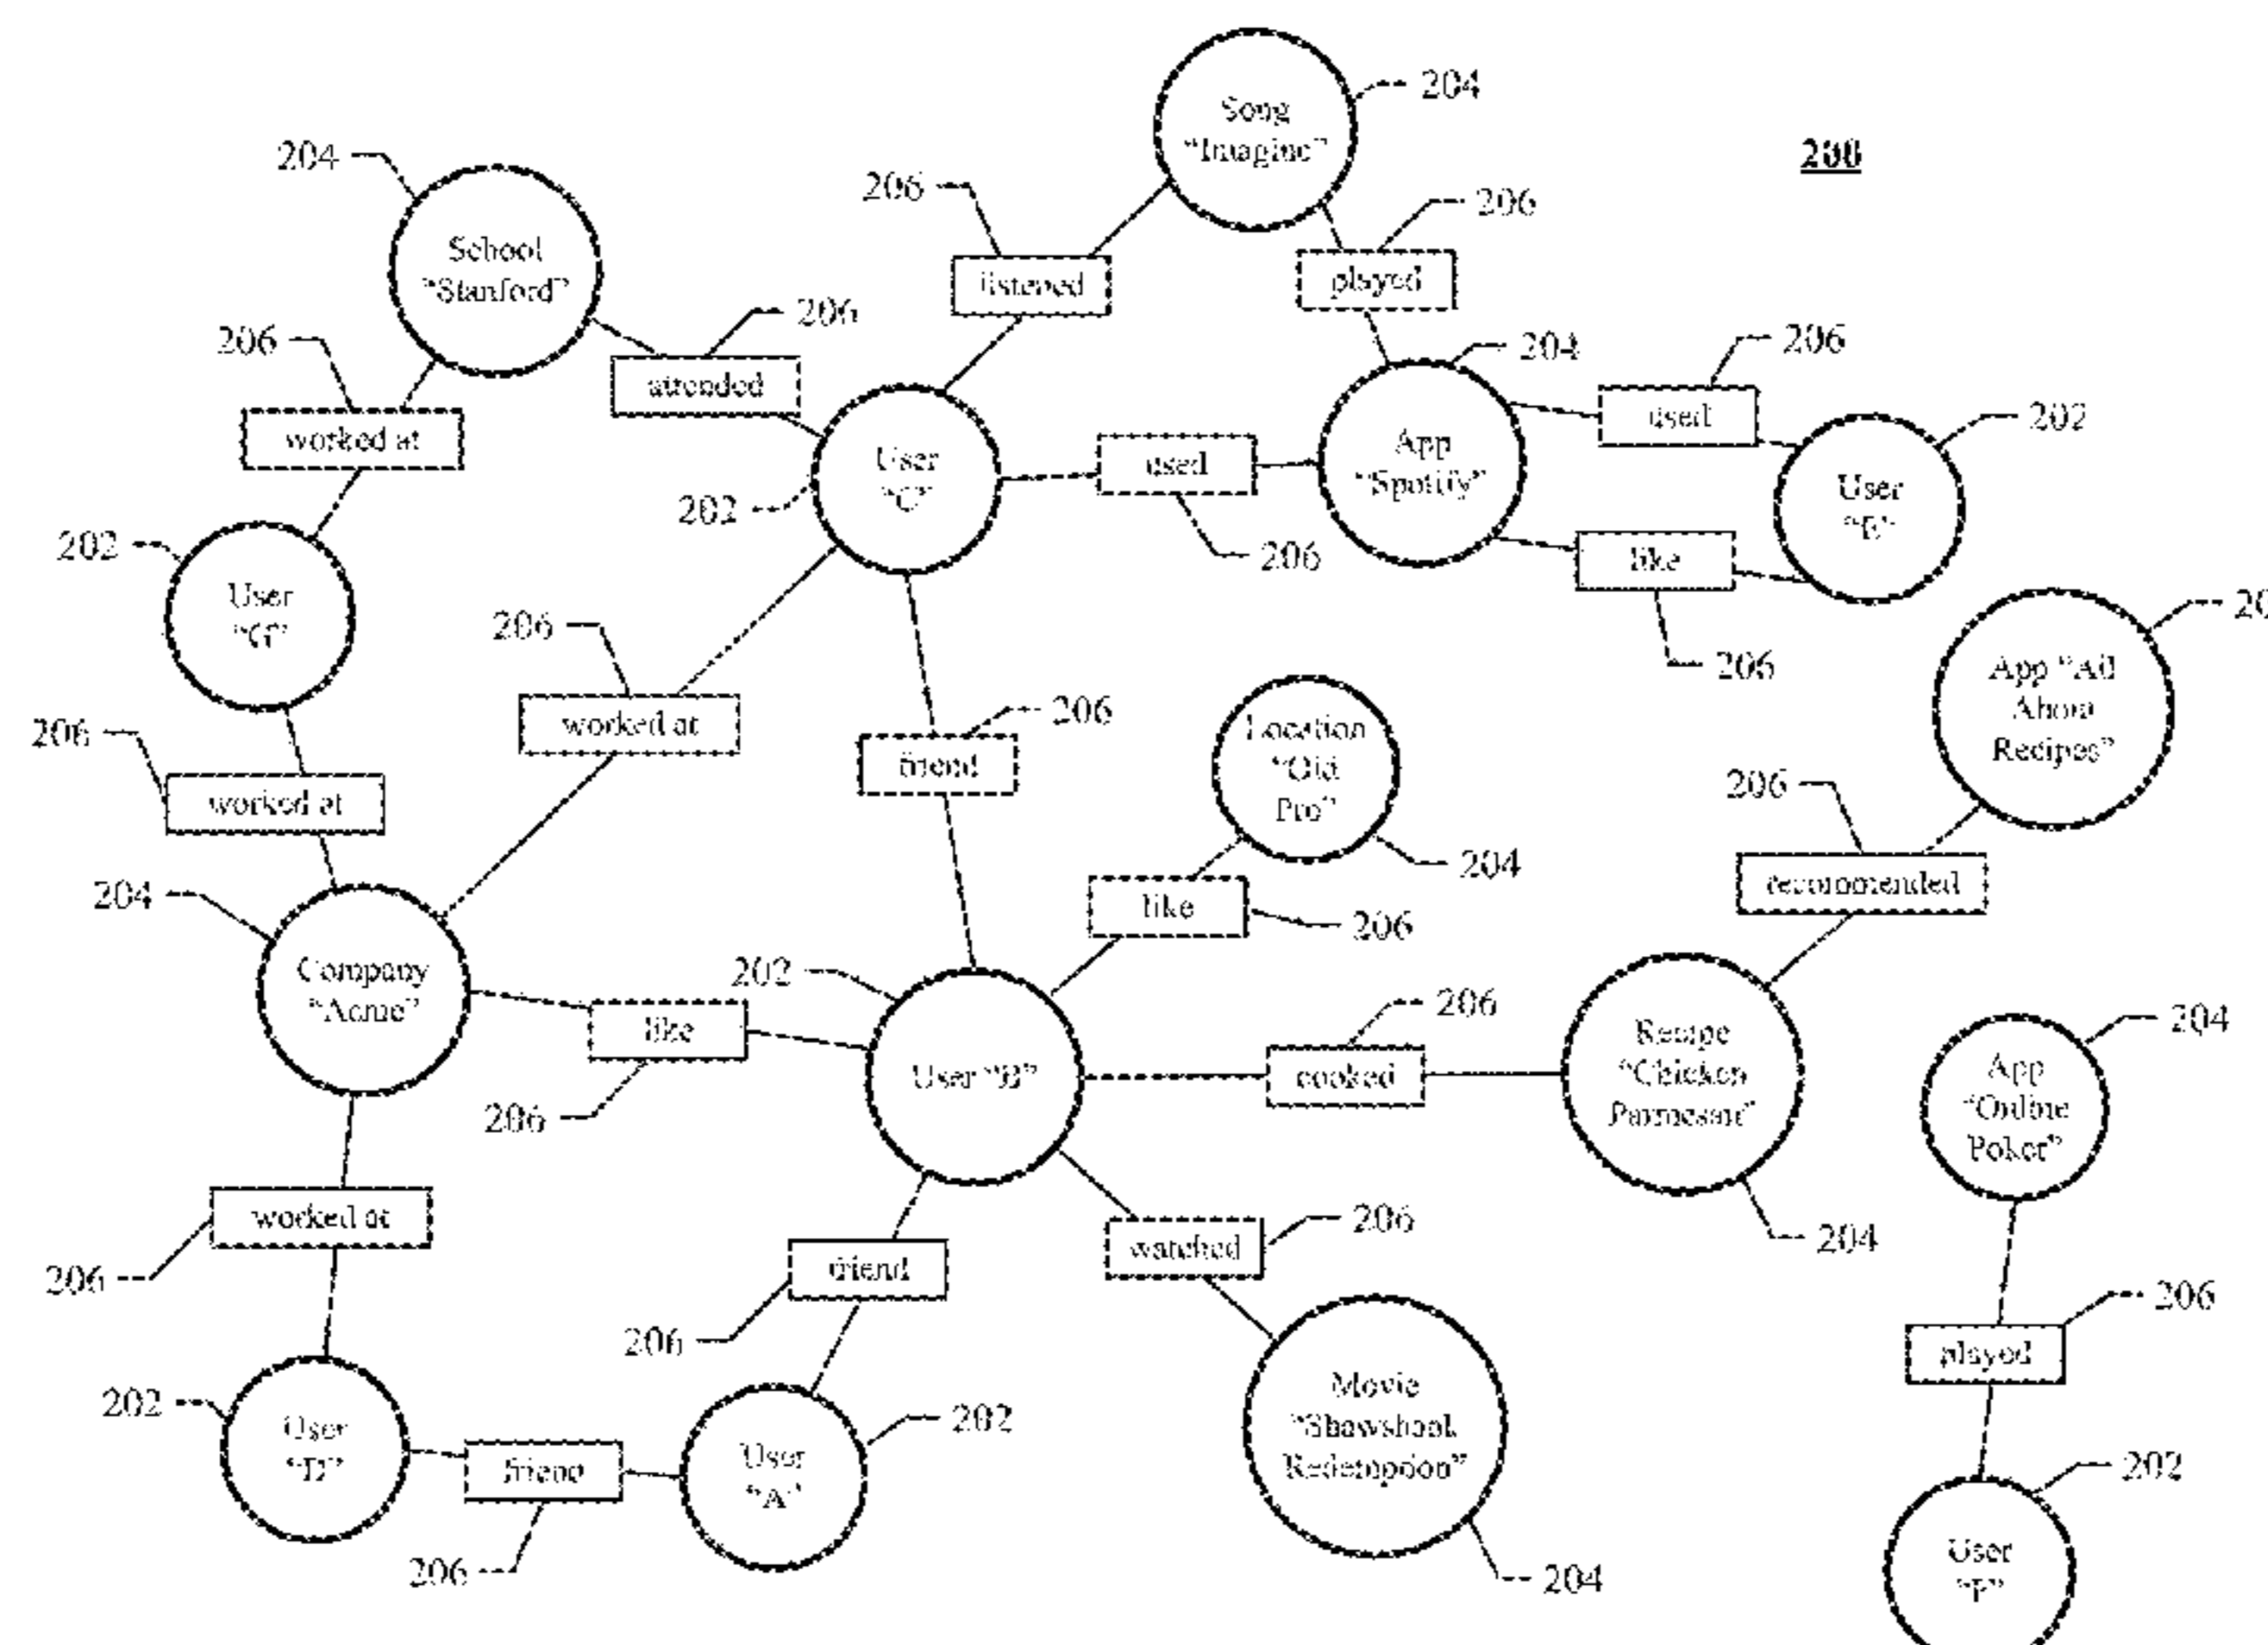 204
Song
"Imagine"
200
204
School
"Stanford"
206
listened
206
played
206
worked at
206
attended
User
"C"
202
used
206
204
App
"Spotify"
206
used
202
User
"E"
like
206
202
User
"G"
206
worked at
206
friend
Location
"Old
Pro"
204
20
App "All
About
Recipes"
206
worked at
204
Company
"Acme"
like
206
206
recommended
202
User "B"
like
206
206
cooked
Recipe
"Chicken
Parmesan"
204
204
App
"Online
Poker"
worked at
206
friend
206
watched
206
206
played
202
User
"D"
friend
206
202
User
"A"
Movie
"Shawshank
Redemption"
204
202
User
"F"